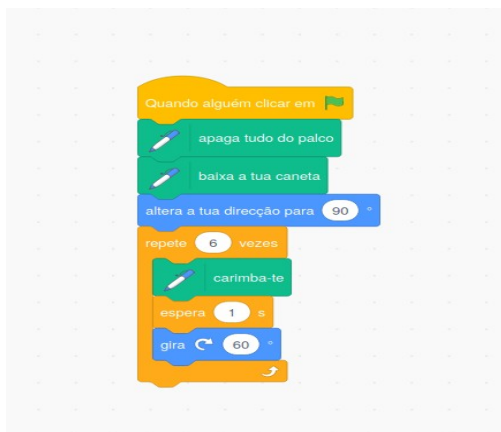 Quando alguém clicar em
apaga tudo do palco
baixa a tua caneta
altera a tua direcção para 90 °
repete 6 vezes
carimba-te
espera 1 s
gira 60 °